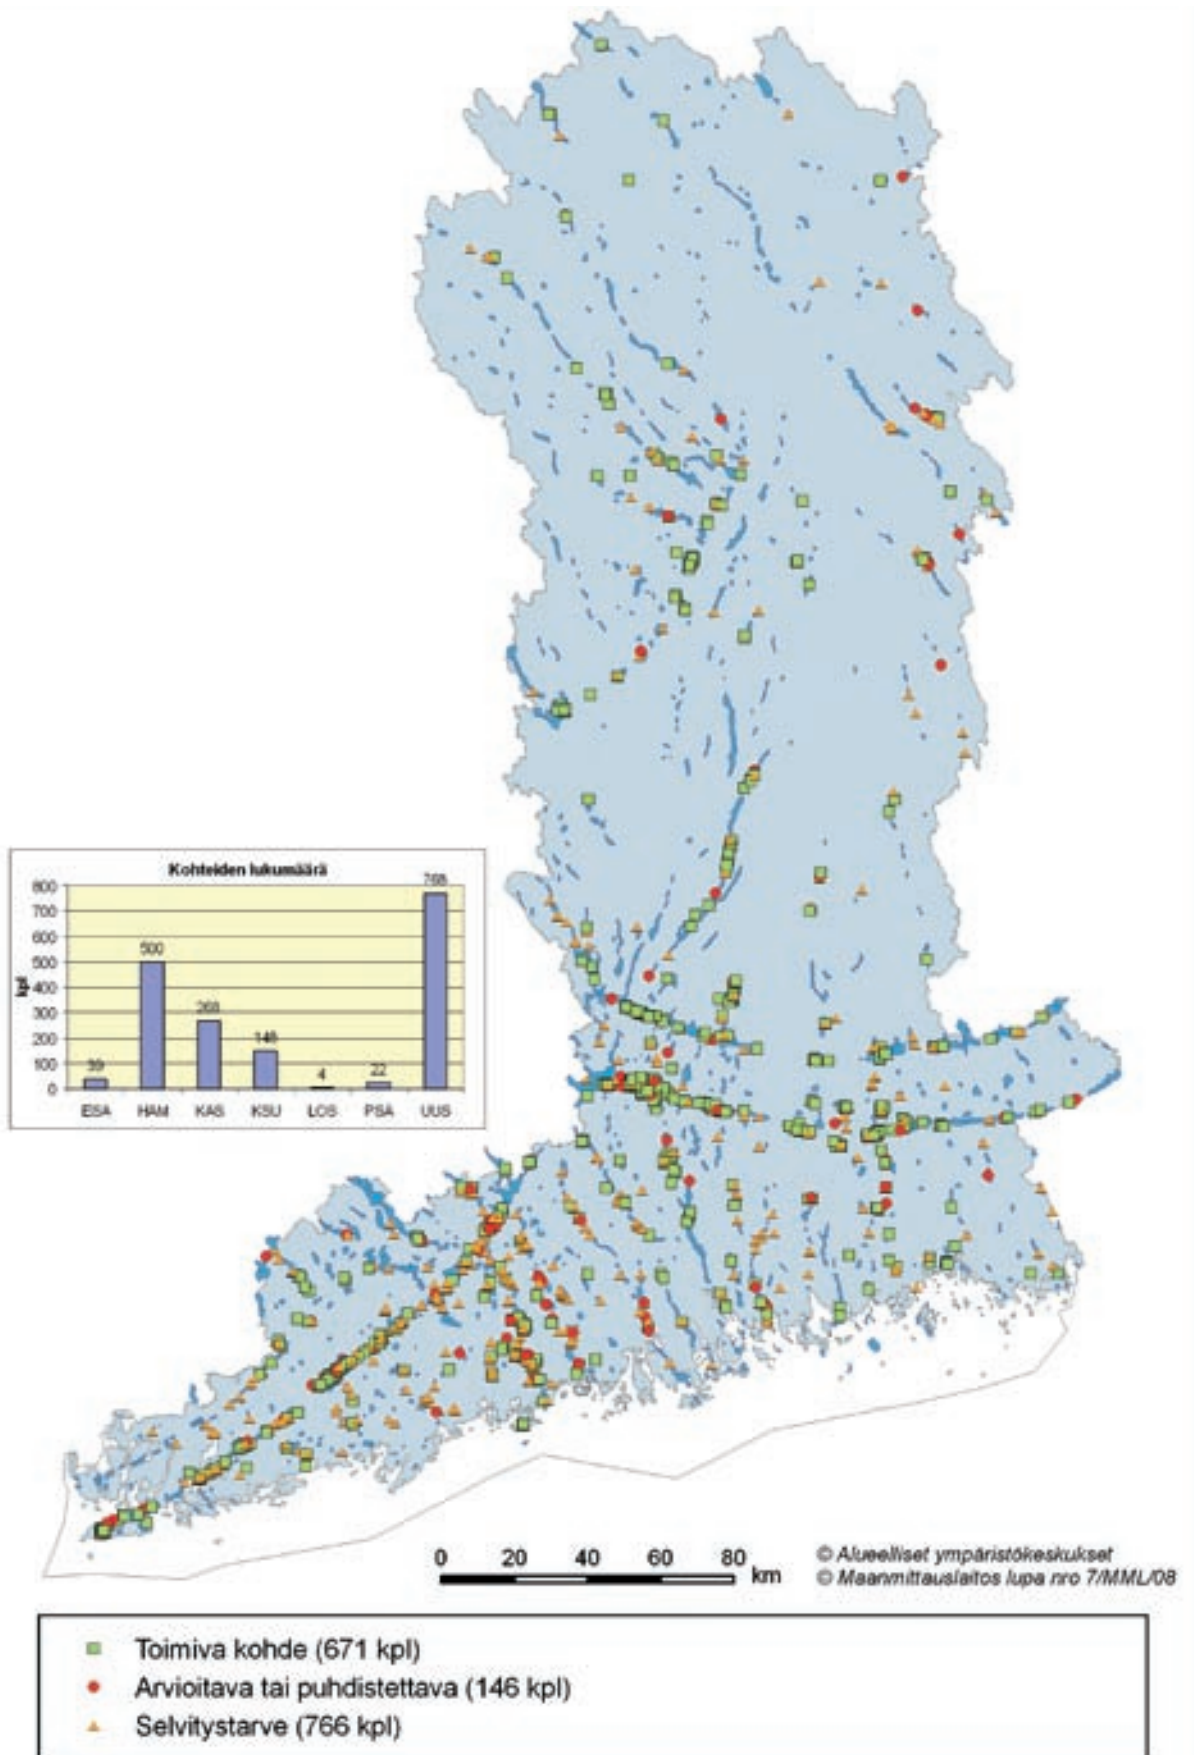 Kohteiden lukumäärä
kpl
800
700
600
500
400
300
200
100
0
39
500
268
148
4
22
768
ESA HAM KAS KSU LOS PSA UUS
0 20 40 60 80 km
© Alueelliset ympäristökeskukset
© Maanmittauslaitos lupa nro 7/MML/08
Toimiva kohde (671 kpl)
Arvioitava tai puhdistettava (146 kpl)
Selvitystarve (766 kpl)